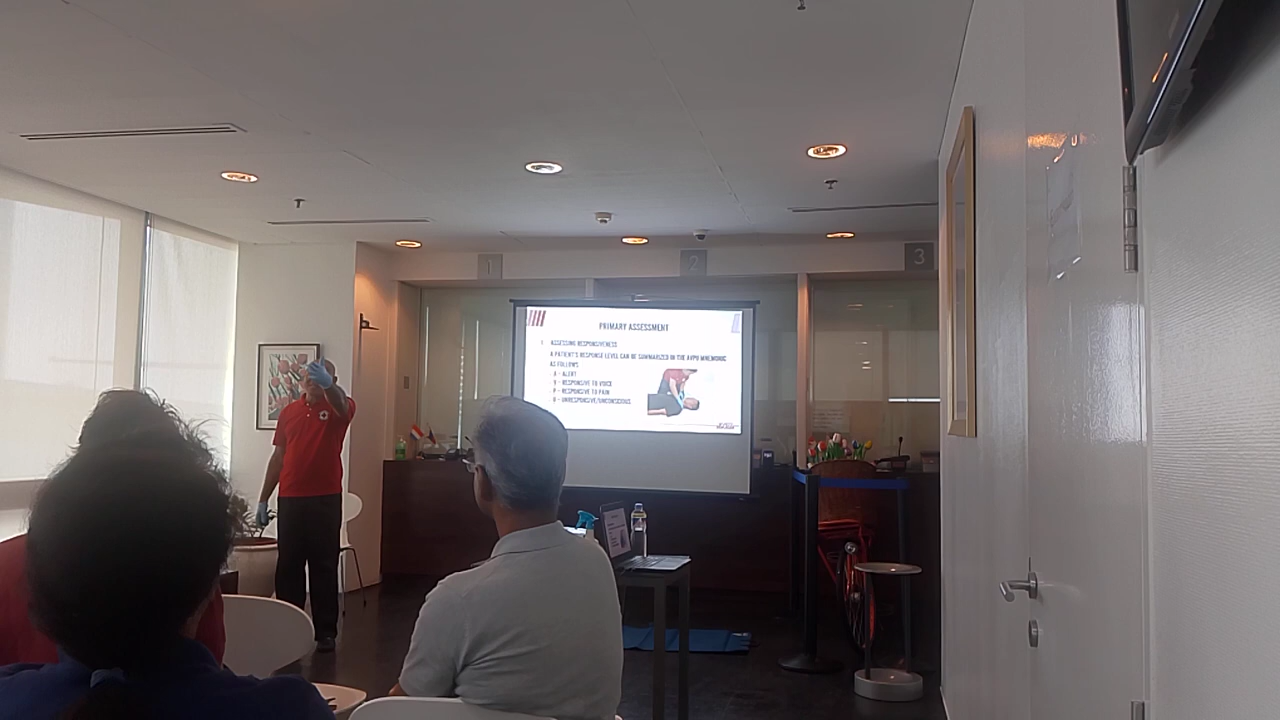 1
2
3
PRIMARY ASSESSMENT
1. ASSESSING RESPONSIVENESS
A PATIENT'S RESPONSE LEVEL CAN BE SUMMARIZED IN THE AVPU MNEMONIC
AS FOLLOWS
A - ALERT
V - RESPONSIVE TO VOICE
P - RESPONSIVE TO PAIN
U - UNRESPONSIVE/UNCONSCIOUS